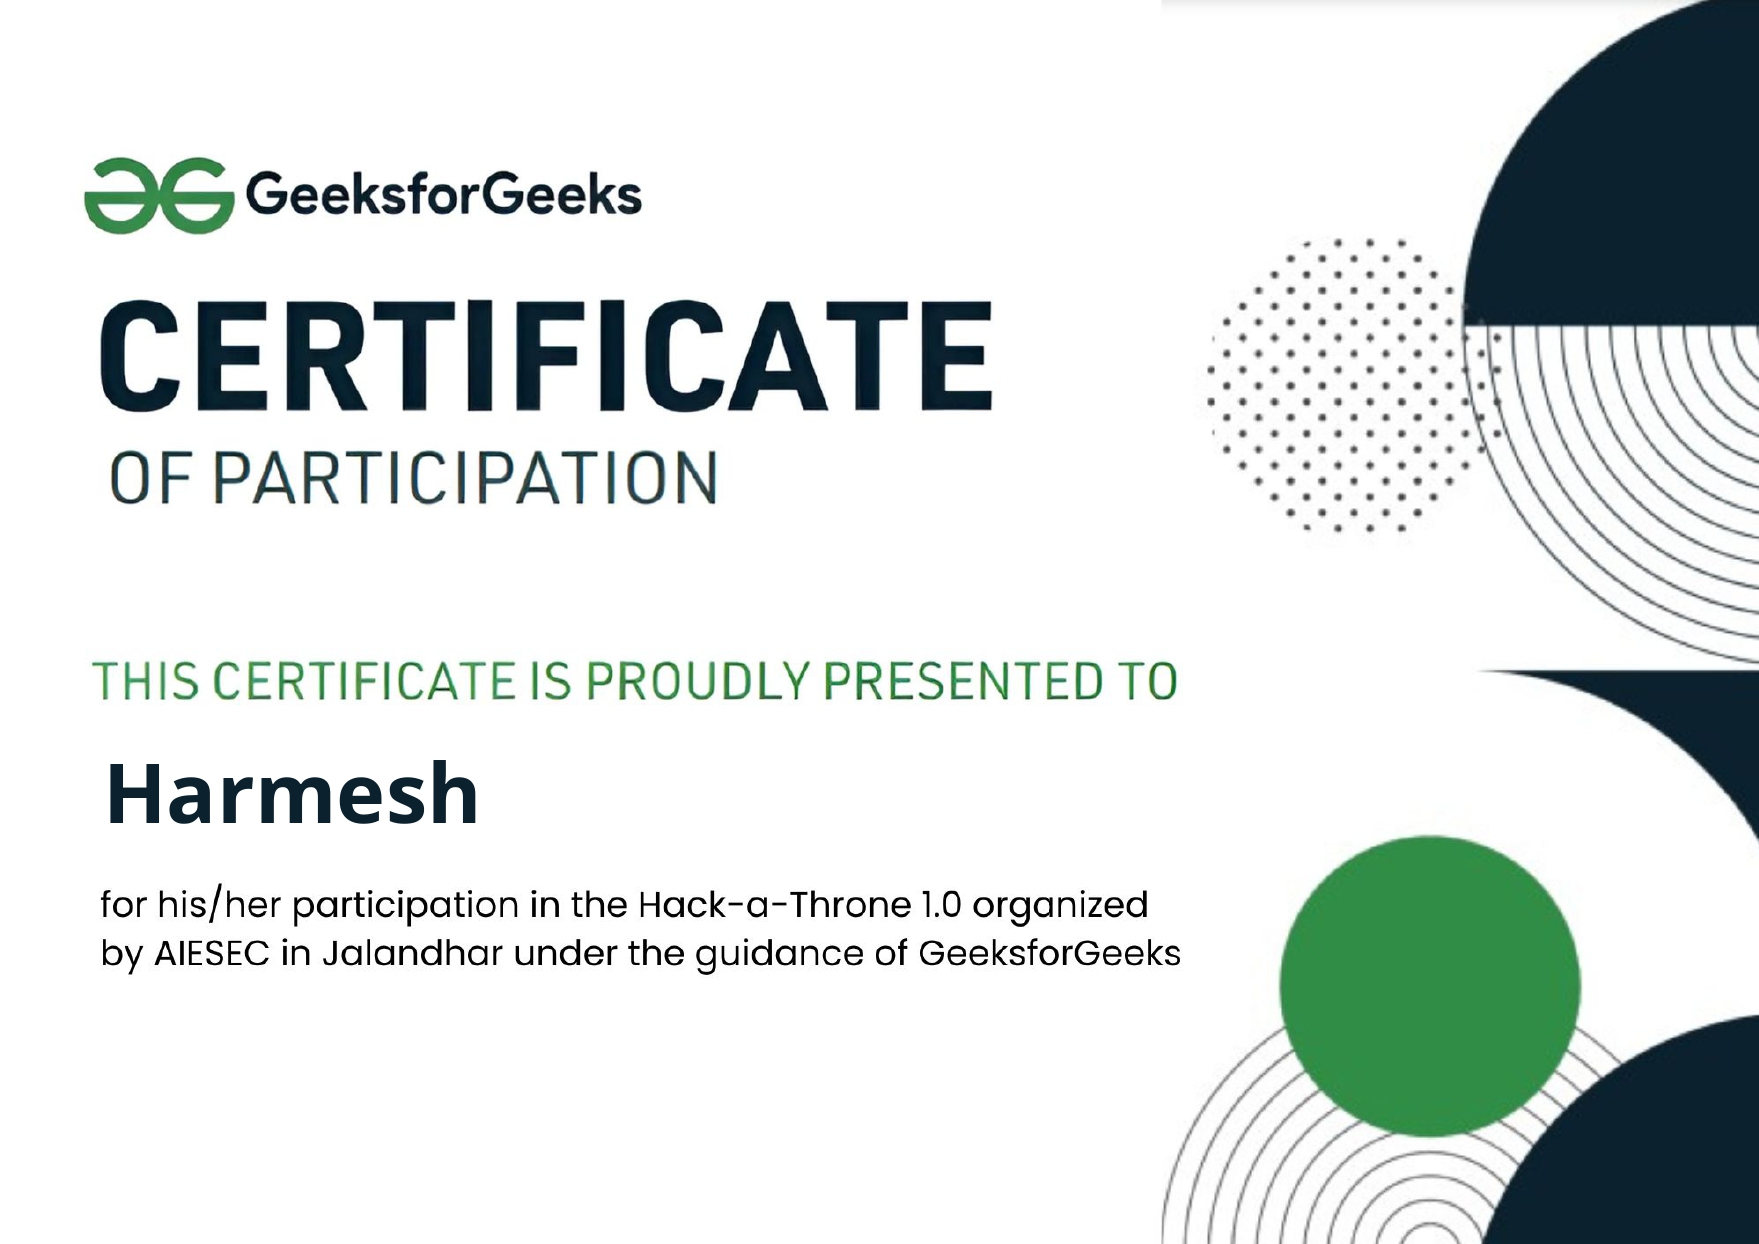 GeeksforGeeks
CERTIFICATE
OF PARTICIPATION
THIS CERTIFICATE IS PROUDLY PRESENTED TO
Harmesh
for his/her participation in the Hack-a-Throne 1.0 organized
by AIESEC in Jalandhar under the guidance of GeeksforGeeks